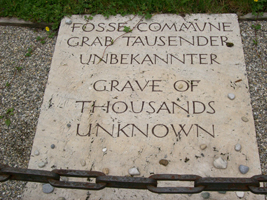 FOSSE COMMUNE
GRAB TAUSENDER
UNBEKANNTER
GRAVE OF
THOUSANDS
UNKNOWN